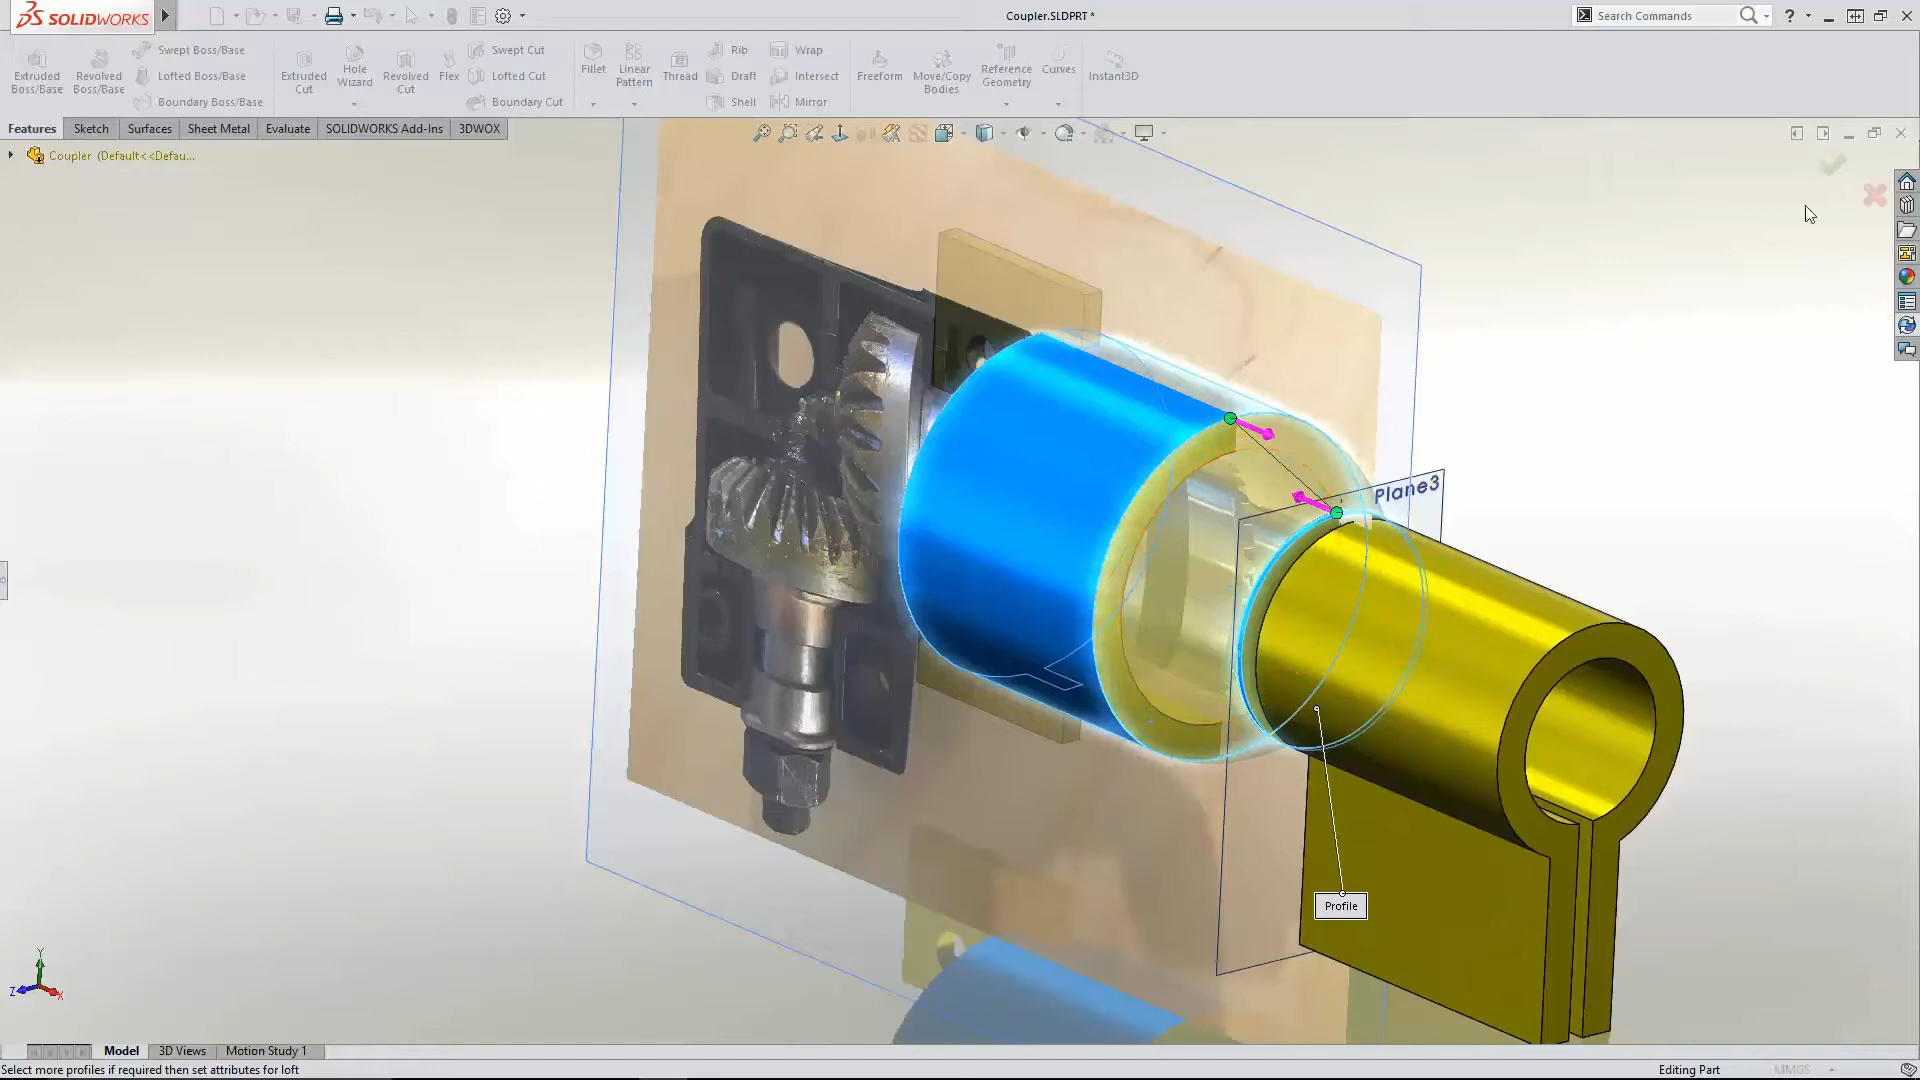 SOLIDWORKS
Coupler.SLDPRT *
Search Commands
?
Extruded Boss/Base
Revolved Boss/Base
Swept Boss/Base
Lofted Boss/Base
Boundary Boss/Base
Extruded Cut
Hole Wizard
Revolved Cut
Flex
Swept Cut
Lofted Cut
Boundary Cut
Fillet
Linear Pattern
Thread
Rib
Draft
Shell
Wrap
Intersect
Mirror
Freeform
Move/Copy Bodies
Reference Geometry
Curves
Instant3D
Features
Sketch
Surfaces
Sheet Metal
Evaluate
SOLIDWORKS Add-Ins
3DWOX
Coupler (Default<<Defau...
Plane3
Profile
Y
Z
X
Model
3D Views
Motion Study 1
Select more profiles if required then set attributes for loft
Editing Part
MMGS